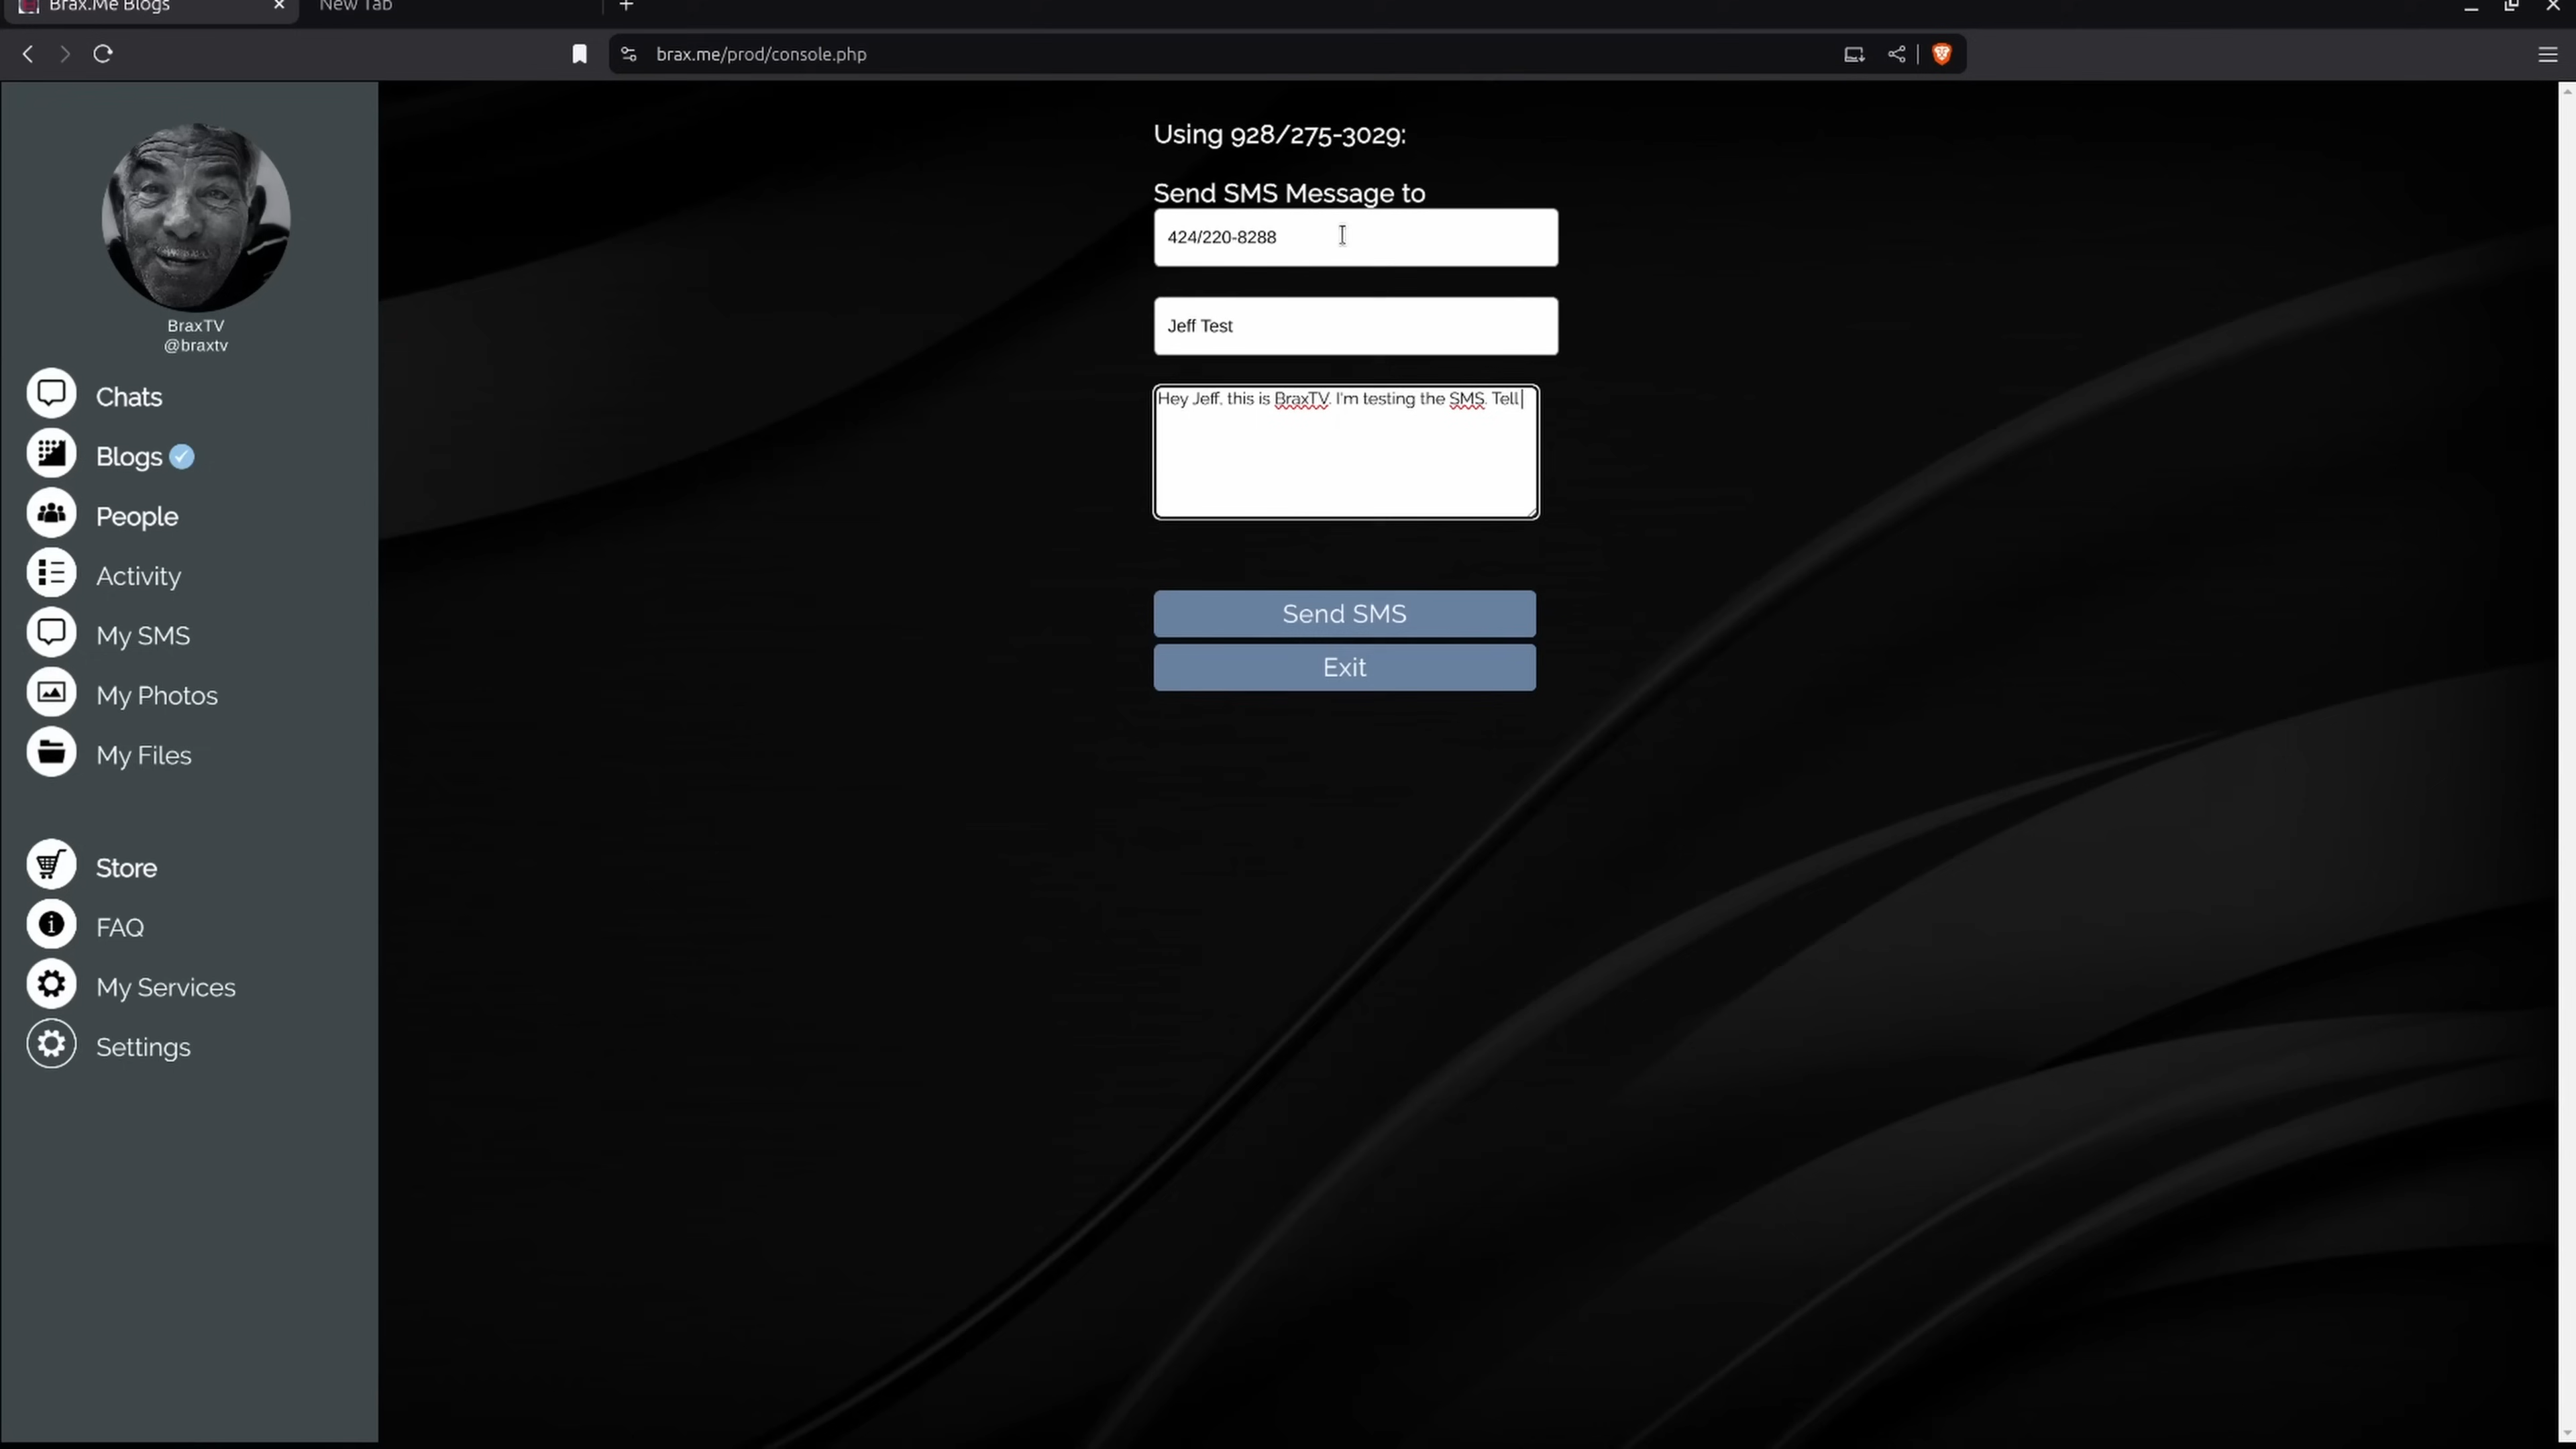 Brax.Me Blogs
New Tab
brax.me/prod/console.php
BraxTV
@braxtv
Chats
Blogs
People
Activity
My SMS
My Photos
My Files
Store
FAQ
My Services
Settings
Using 928/275-3029:
Send SMS Message to
424/220-8288
Jeff Test
Hey Jeff, this is BraxTV. I'm testing the SMS. Tell
Send SMS
Exit